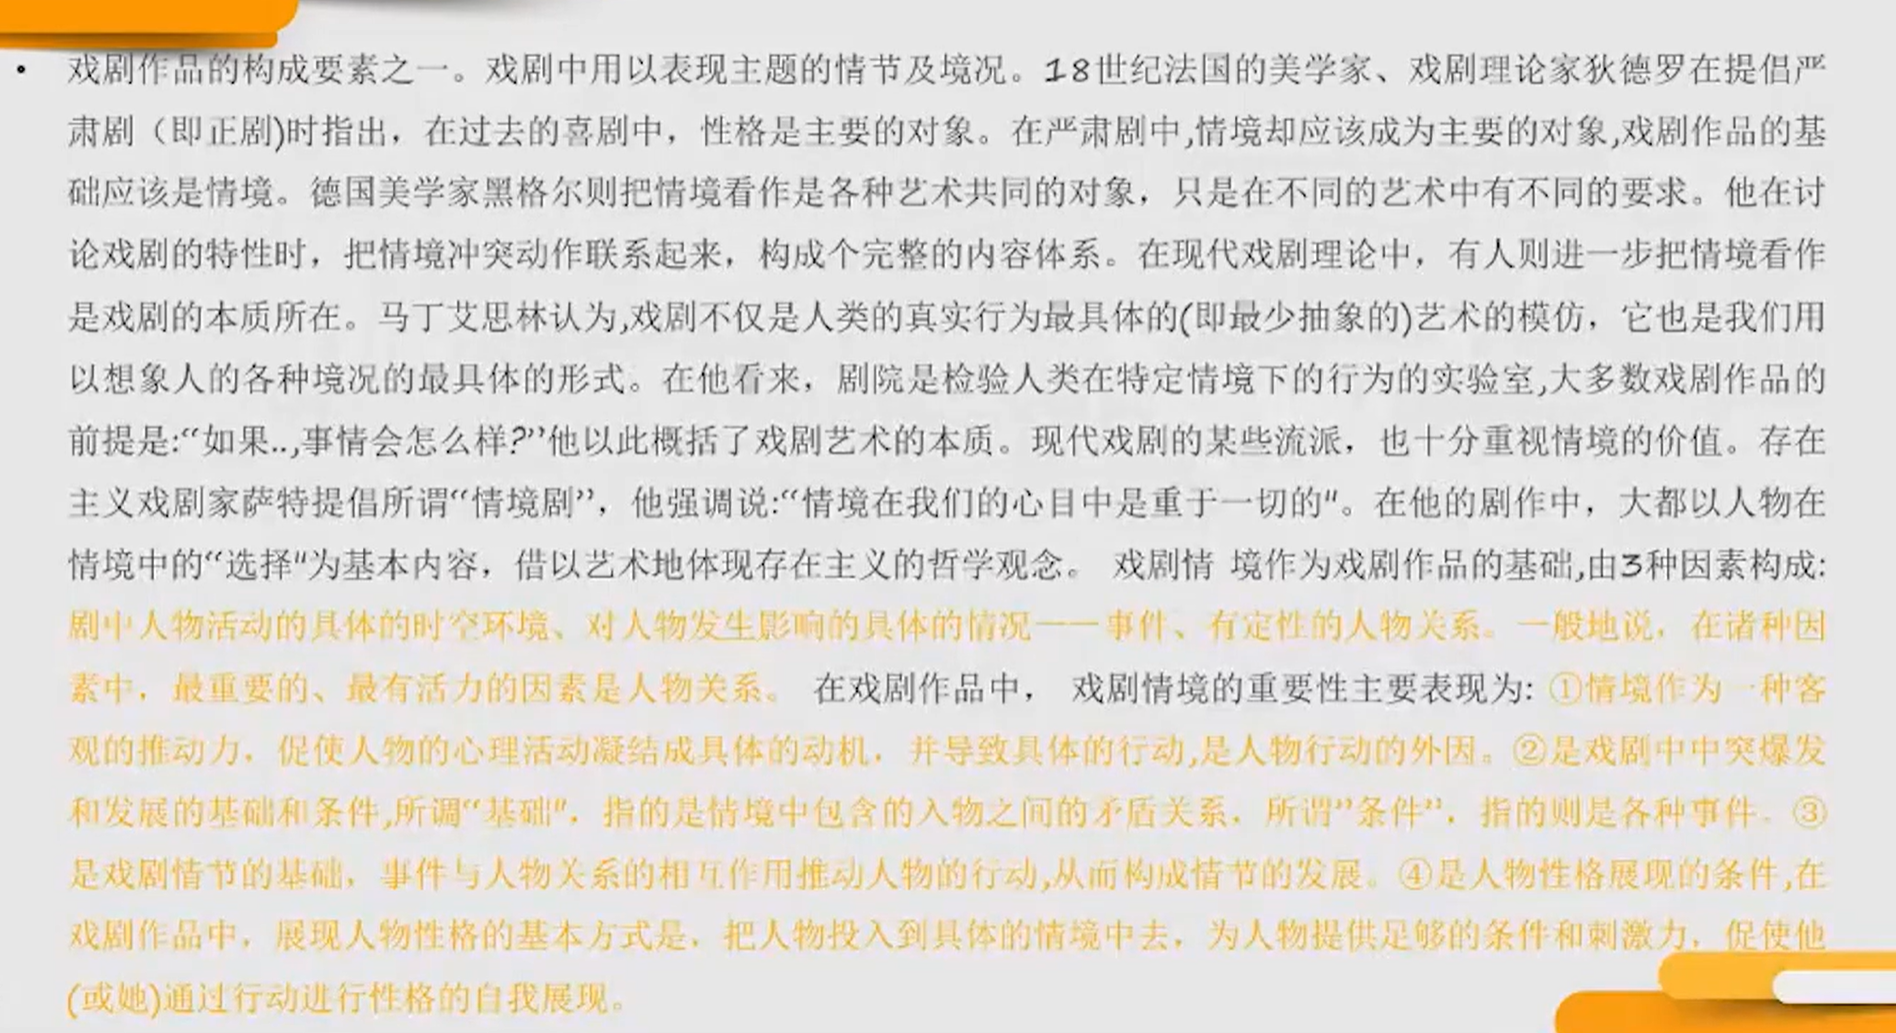 • 戏剧作品的构成要素之一。戏剧中用以表现主题的情节及境况。18世纪法国的美学家、戏剧理论家狄德罗在提倡严
肃剧（即正剧)时指出，在过去的喜剧中，性格是主要的对象。在严肃剧中,情境却应该成为主要的对象,戏剧作品的基
础应该是情境。德国美学家黑格尔则把情境看作是各种艺术共同的对象，只是在不同的艺术中有不同的要求。他在讨
论戏剧的特性时，把情境冲突动作联系起来，构成个完整的内容体系。在现代戏剧理论中，有人则进一步把情境看作
是戏剧的本质所在。马丁艾思林认为,戏剧不仅是人类的真实行为最具体的(即最少抽象的)艺术的模仿，它也是我们用
以想象人的各种境况的最具体的形式。在他看来，剧院是检验人类在特定情境下的行为的实验室,大多数戏剧作品的
前提是:“如果..,事情会怎么样?”他以此概括了戏剧艺术的本质。现代戏剧的某些流派，也十分重视情境的价值。存在
主义戏剧家萨特提倡所谓“情境剧”，他强调说:“情境在我们的心目中是重于一切的"。在他的剧作中，大都以人物在
情境中的“选择"为基本内容，借以艺术地体现存在主义的哲学观念。 戏剧情 境作为戏剧作品的基础,由3种因素构成:
剧中人物活动的具体的时空环境、对人物发生影响的具体的情况——事件、有定性的人物关系。一般地说，在诸种因
素中，最重要的、最有活力的因素是人物关系。 在戏剧作品中， 戏剧情境的重要性主要表现为: ①情境作为一种客
观的推动力，促使人物的心理活动凝结成具体的动机，并导致具体的行动,是人物行动的外因。②是戏剧中中突爆发
和发展的基础和条件,所调“基础"，指的是情境中包含的入物之间的矛盾关系，所谓”条件”，指的则是各种事件。③
是戏剧情节的基础，事件与人物关系的相互作用推动人物的行动,从而构成情节的发展。④是人物性格展现的条件,在
戏剧作品中，展现人物性格的基本方式是，把人物投入到具体的情境中去，为人物提供足够的条件和刺激力，促使他
(或她)通过行动进行性格的自我展现。